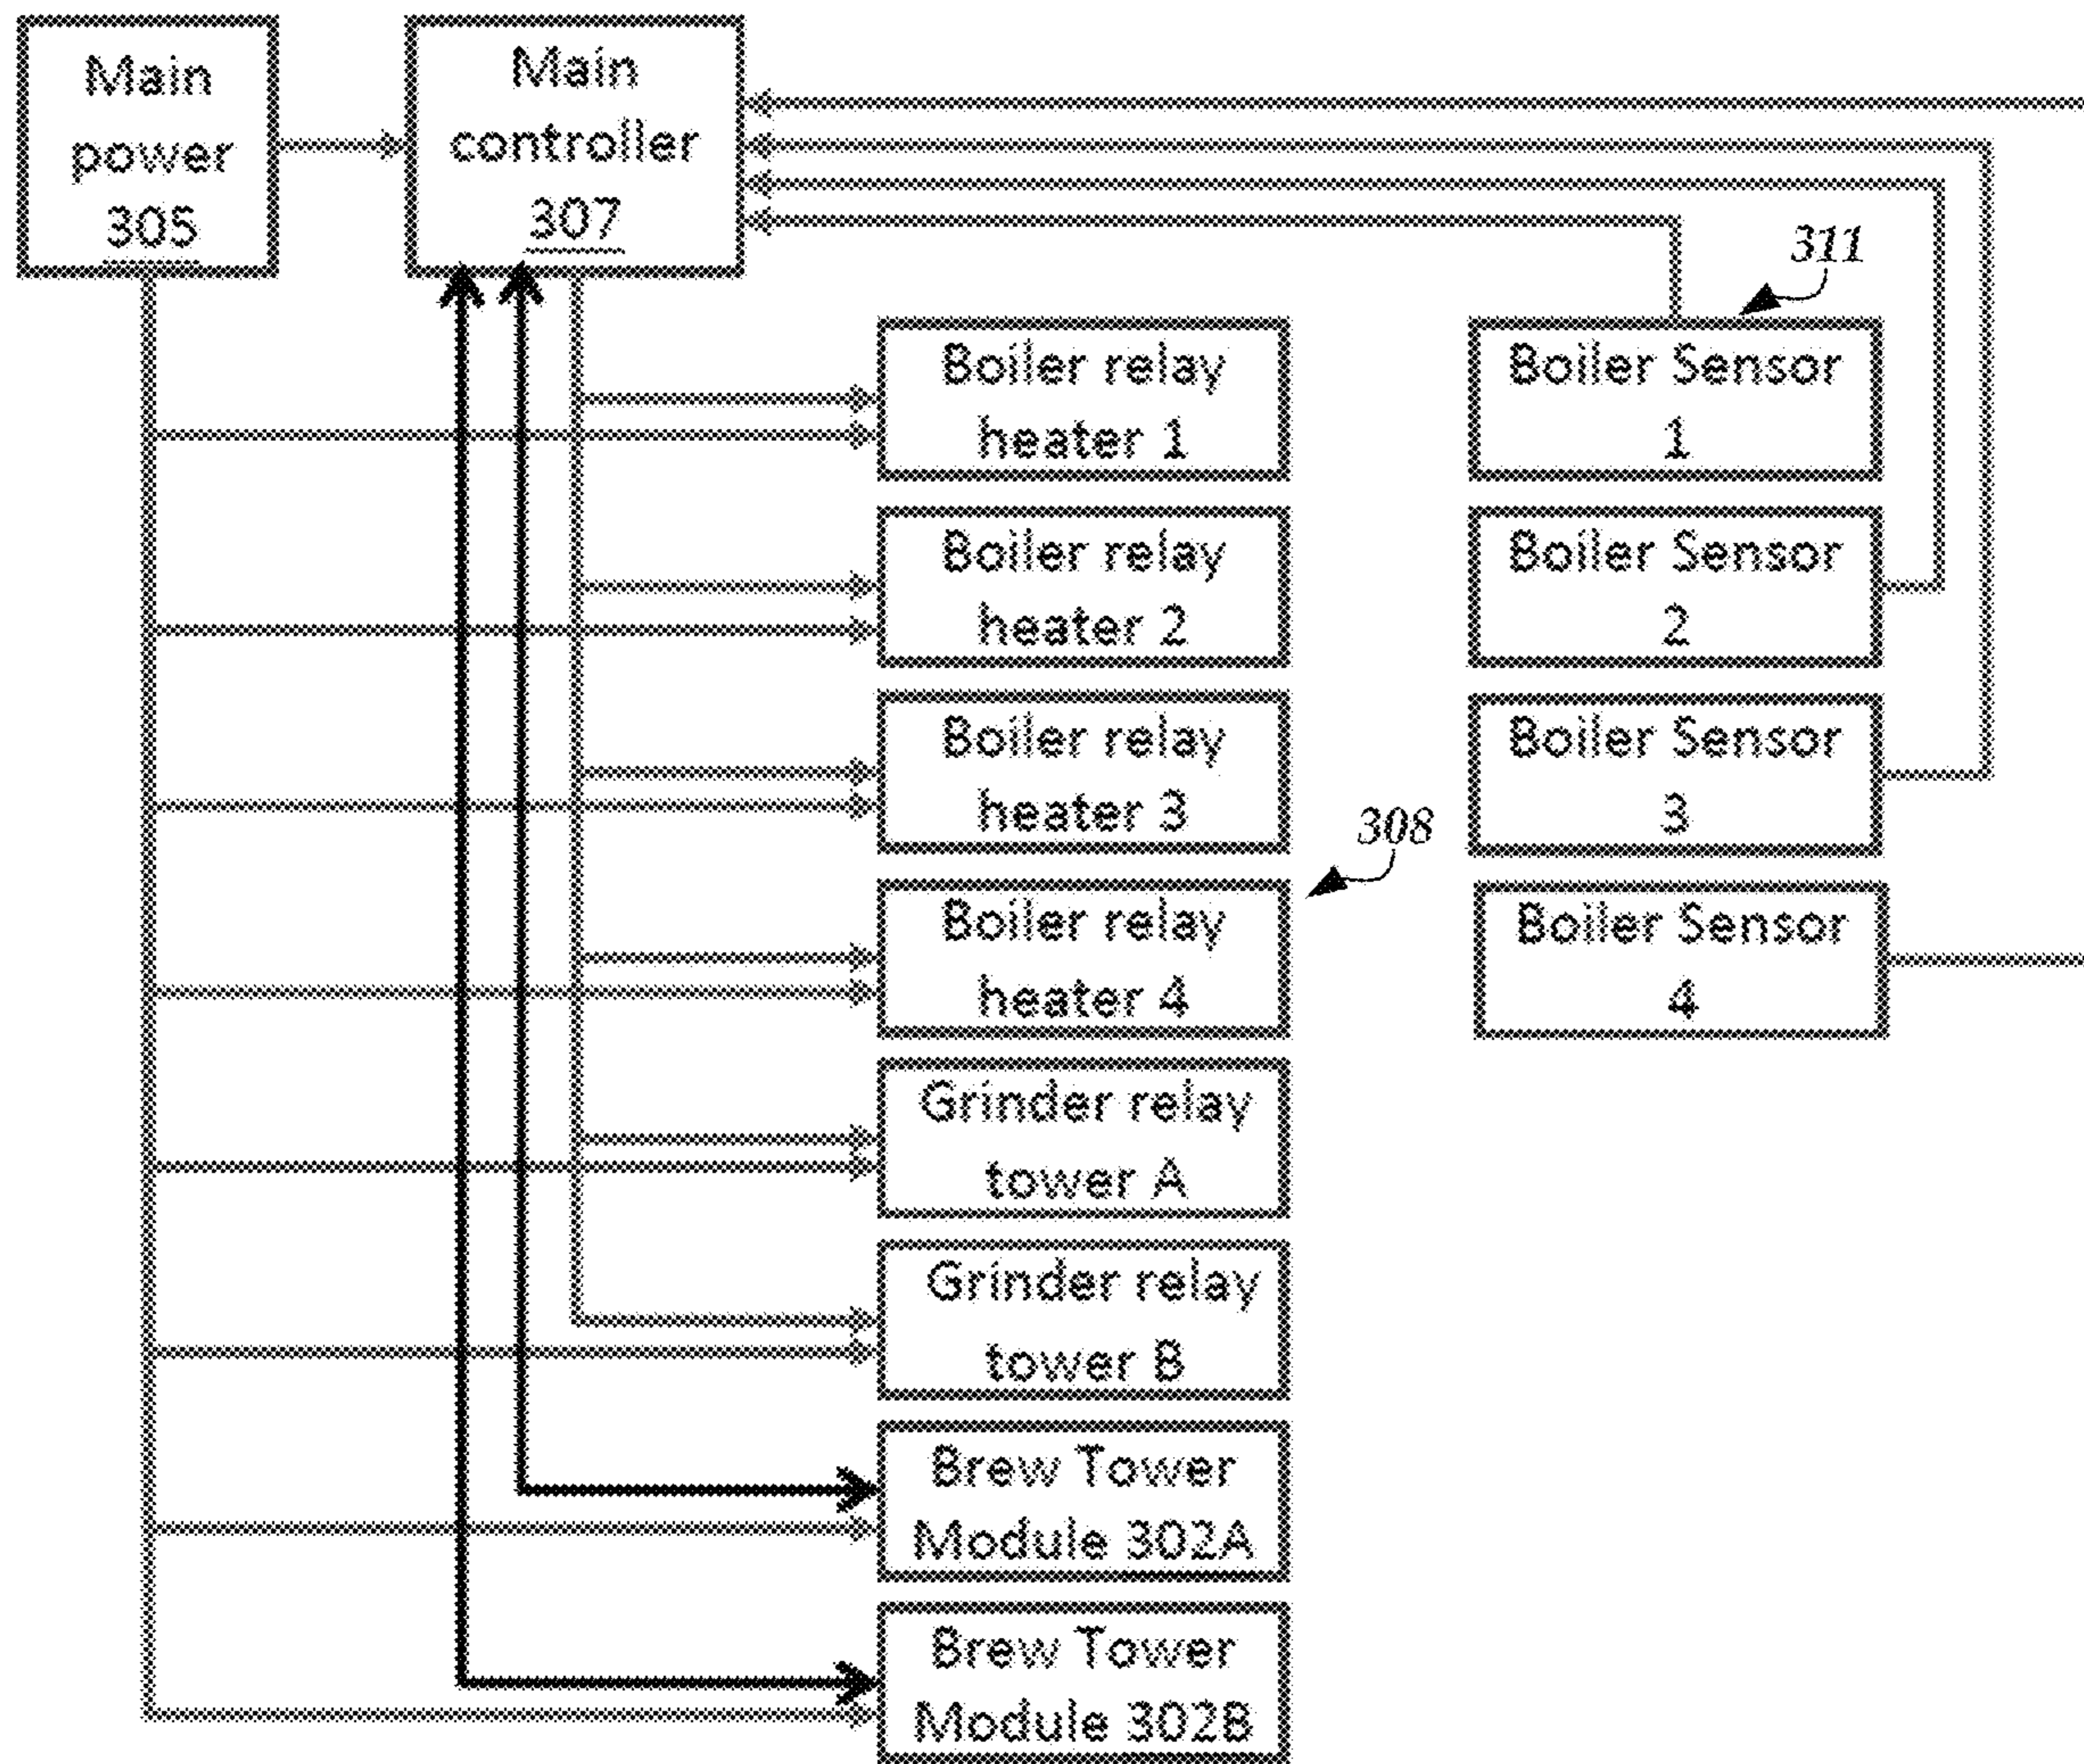 Main
power
305
Main
controller
307
311
Boiler relay
heater 1
Boiler Sensor
1
Boiler relay
heater 2
Boiler Sensor
2
Boiler relay
heater 3
Boiler Sensor
3
308
Boiler relay
heater 4
Boiler Sensor
4
Grinder relay
tower A
Grinder relay
tower B
Brew Tower
Module 302A
Brew Tower
Module 302B